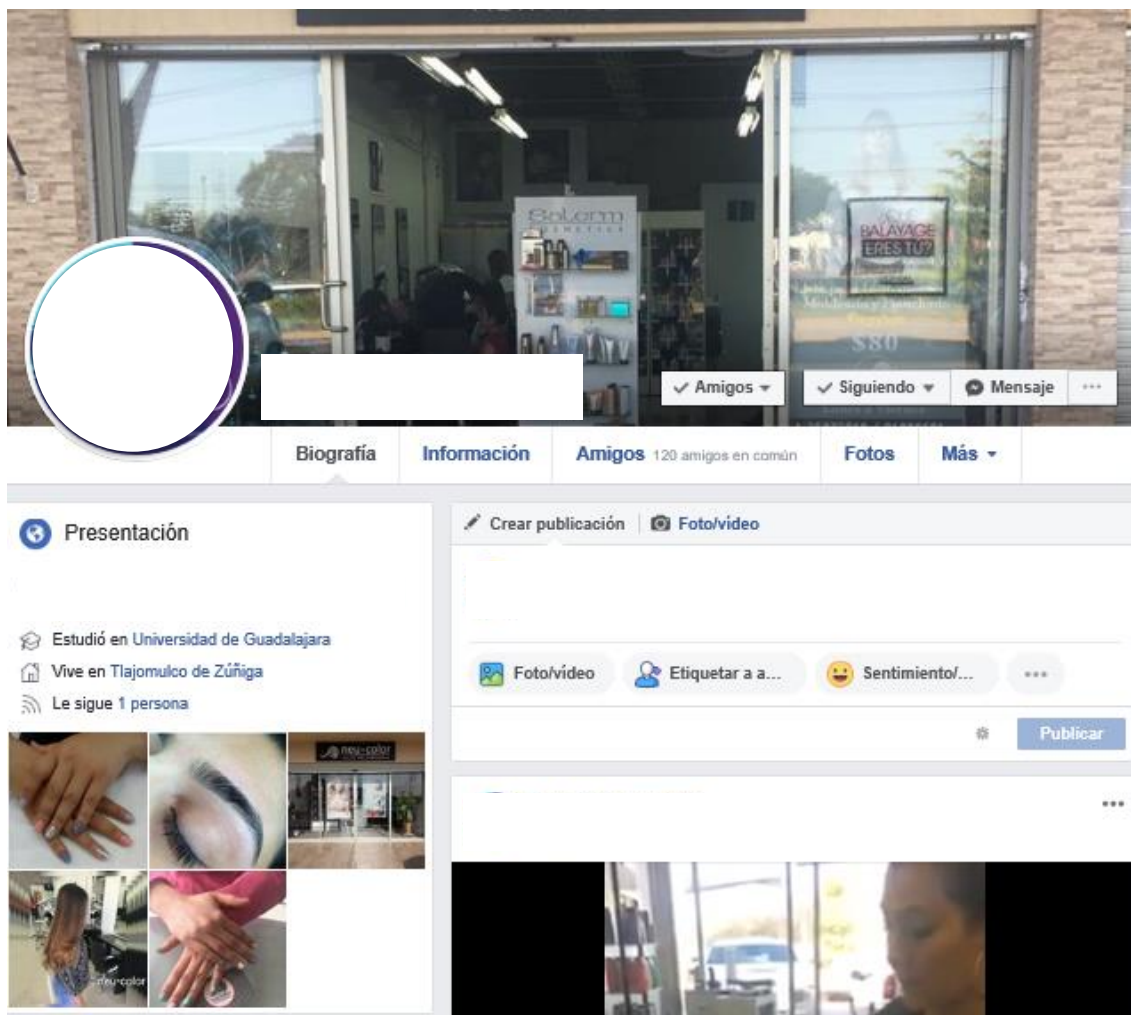 Salerm
COSMETICS
BALAYAGE
ERES TÚ?
$80
Amigos
Siguiendo
Mensaje
Biografía
Información
Amigos 120 amigos en común
Fotos
Más
Presentación
Crear publicación
Foto/vídeo
Estudió en Universidad de Guadalajara
Vive en Tlajomulco de Zúñiga
Le sigue 1 persona
Foto/vídeo
Etiquetar a a...
Sentimiento/...
Publicar
neu-color
neu-color